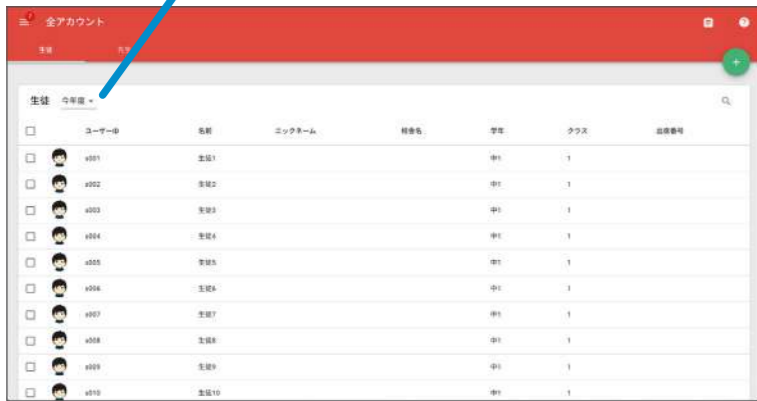 7
全アカウント
生徒
?
+
生徒 今年度
ユーザーID 名前 ニックネーム 校舎名 学年 クラス 出席番号
s001 生徒1 中1 1
s002 生徒2 中1 1
s003 生徒3 中1 1
s004 生徒4 中1 1
s005 生徒5 中1 1
s006 生徒6 中1 1
s007 生徒7 中1 1
s008 生徒8 中1 1
s009 生徒9 中1 1
s010 生徒10 中1 1